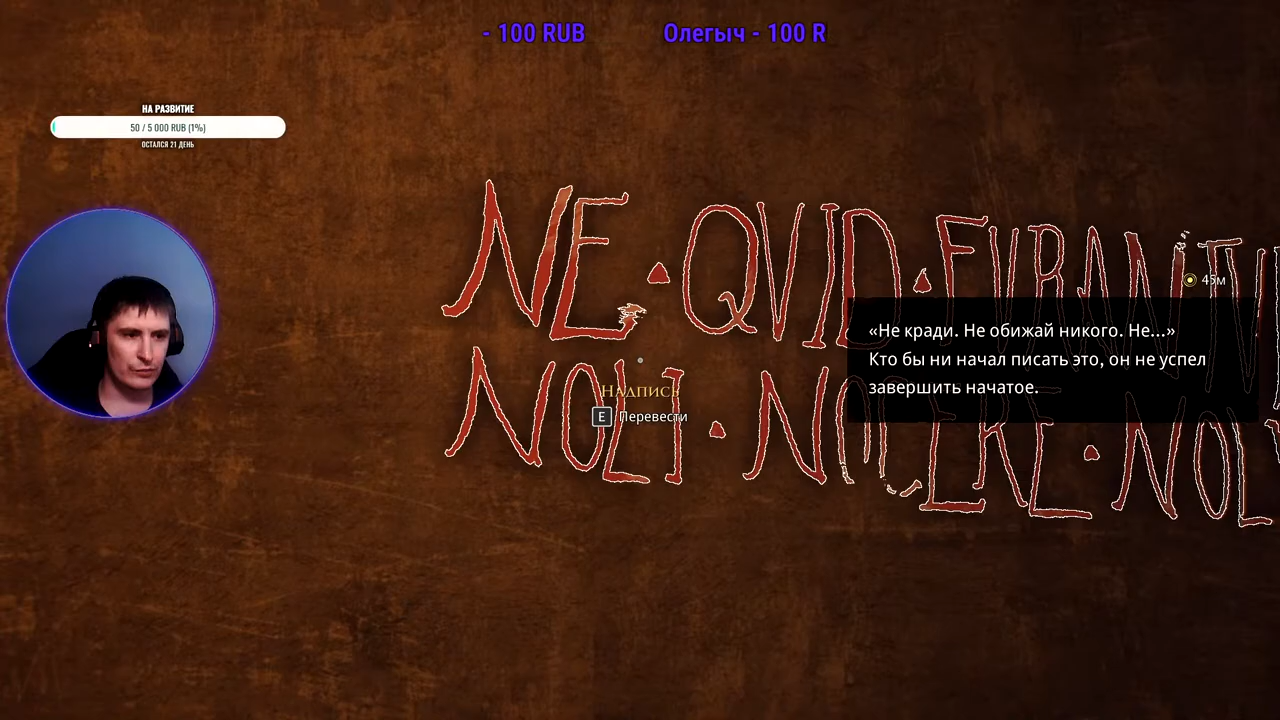 - 100 RUB Олегыч - 100 R
НА РАЗВИТИЕ
50 / 5 000 RUB (1%)
ОСТАЛСЯ 21 ДЕНЬ
NE · QVID · FVRANTV
45м
«Не кради. Не обижай никого. Не...»
Кто бы ни начал писать это, он не успел
завершить начатое.
NOLI · NOCERE · NOL
Надпись
E Перевести